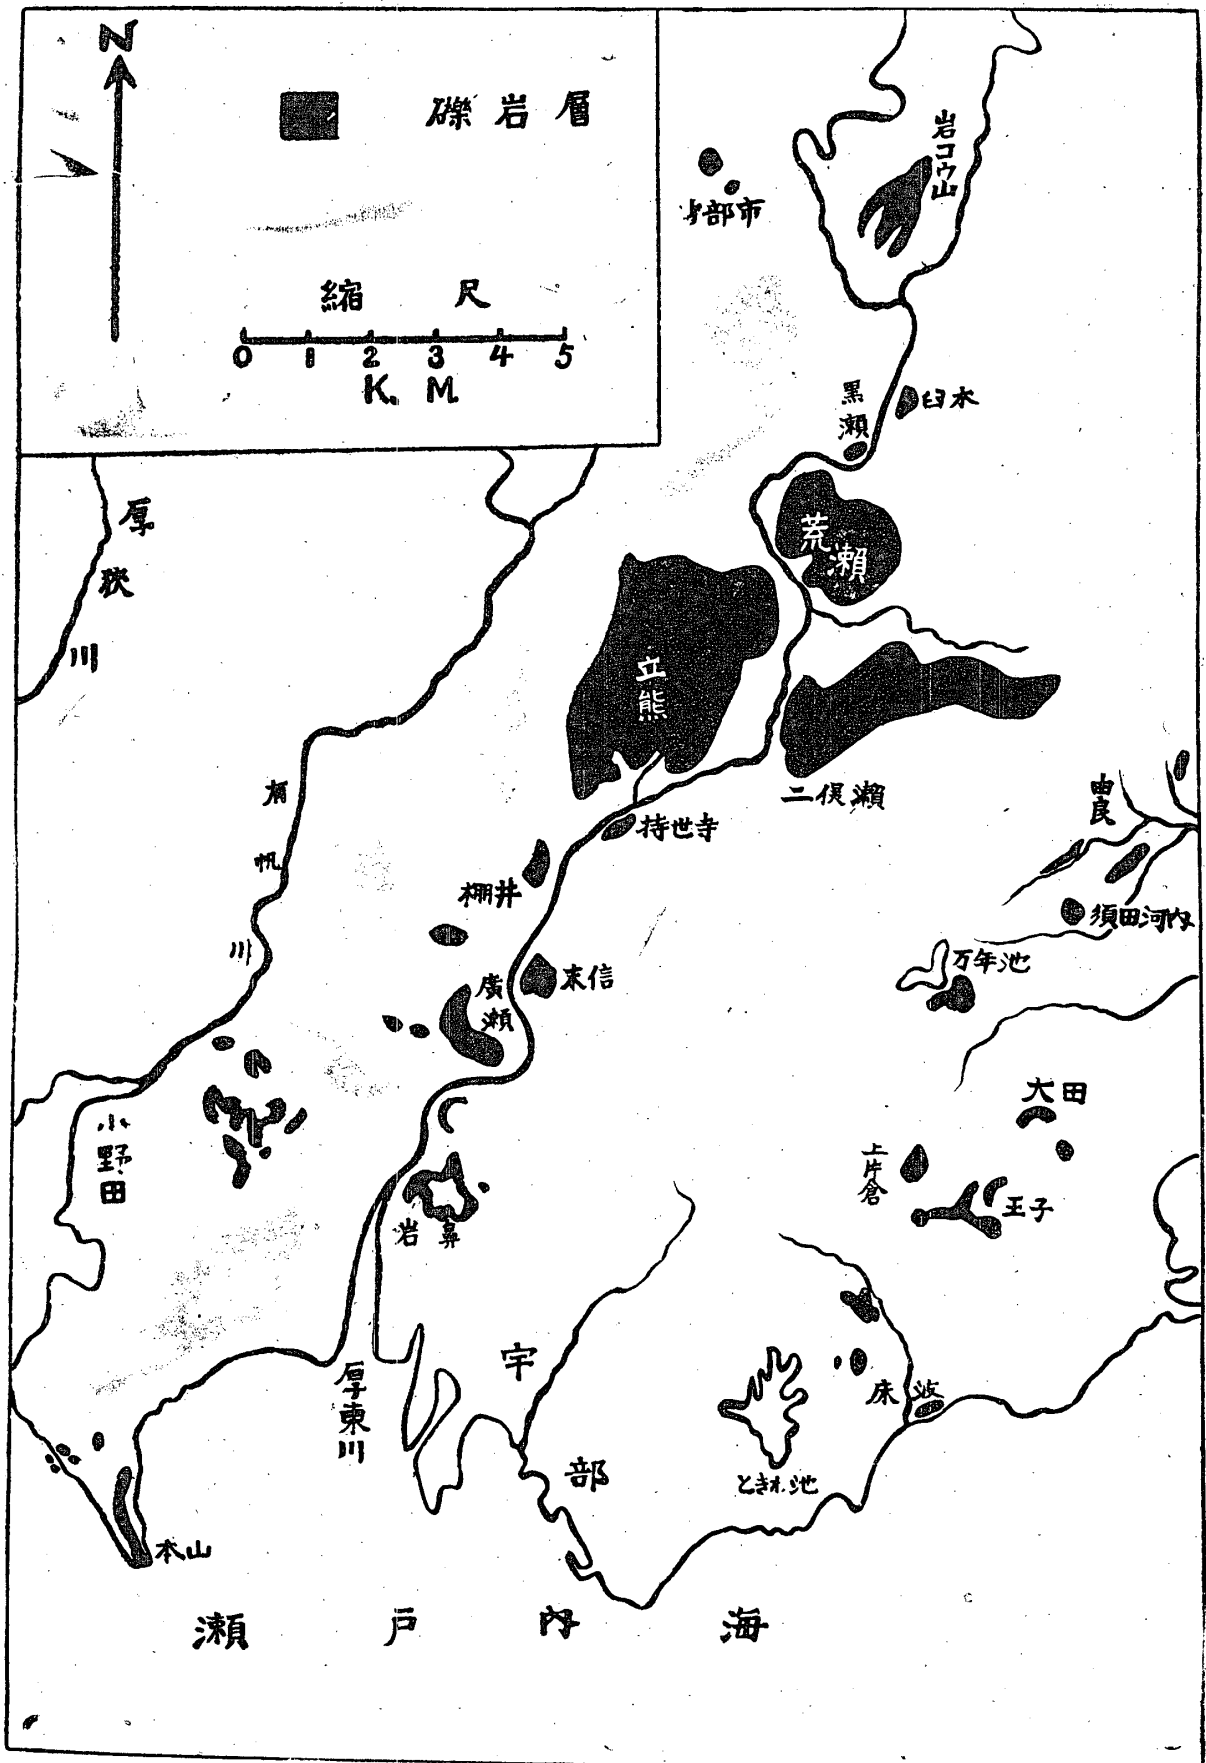 N
礫岩層
縮尺
0 1 2 3 4 5
K. M.
岩コウ山
部市
黒瀬
臼木
荒瀬
厚狭川
立熊
二俣瀬
有帆川
持世寺
由良
棚井
須田河内
末信
廣瀬
万年池
小野田
大田
上片倉
王子
岩鼻
厚東川
宇部
床波
ときわ池
本山
瀬戸内海